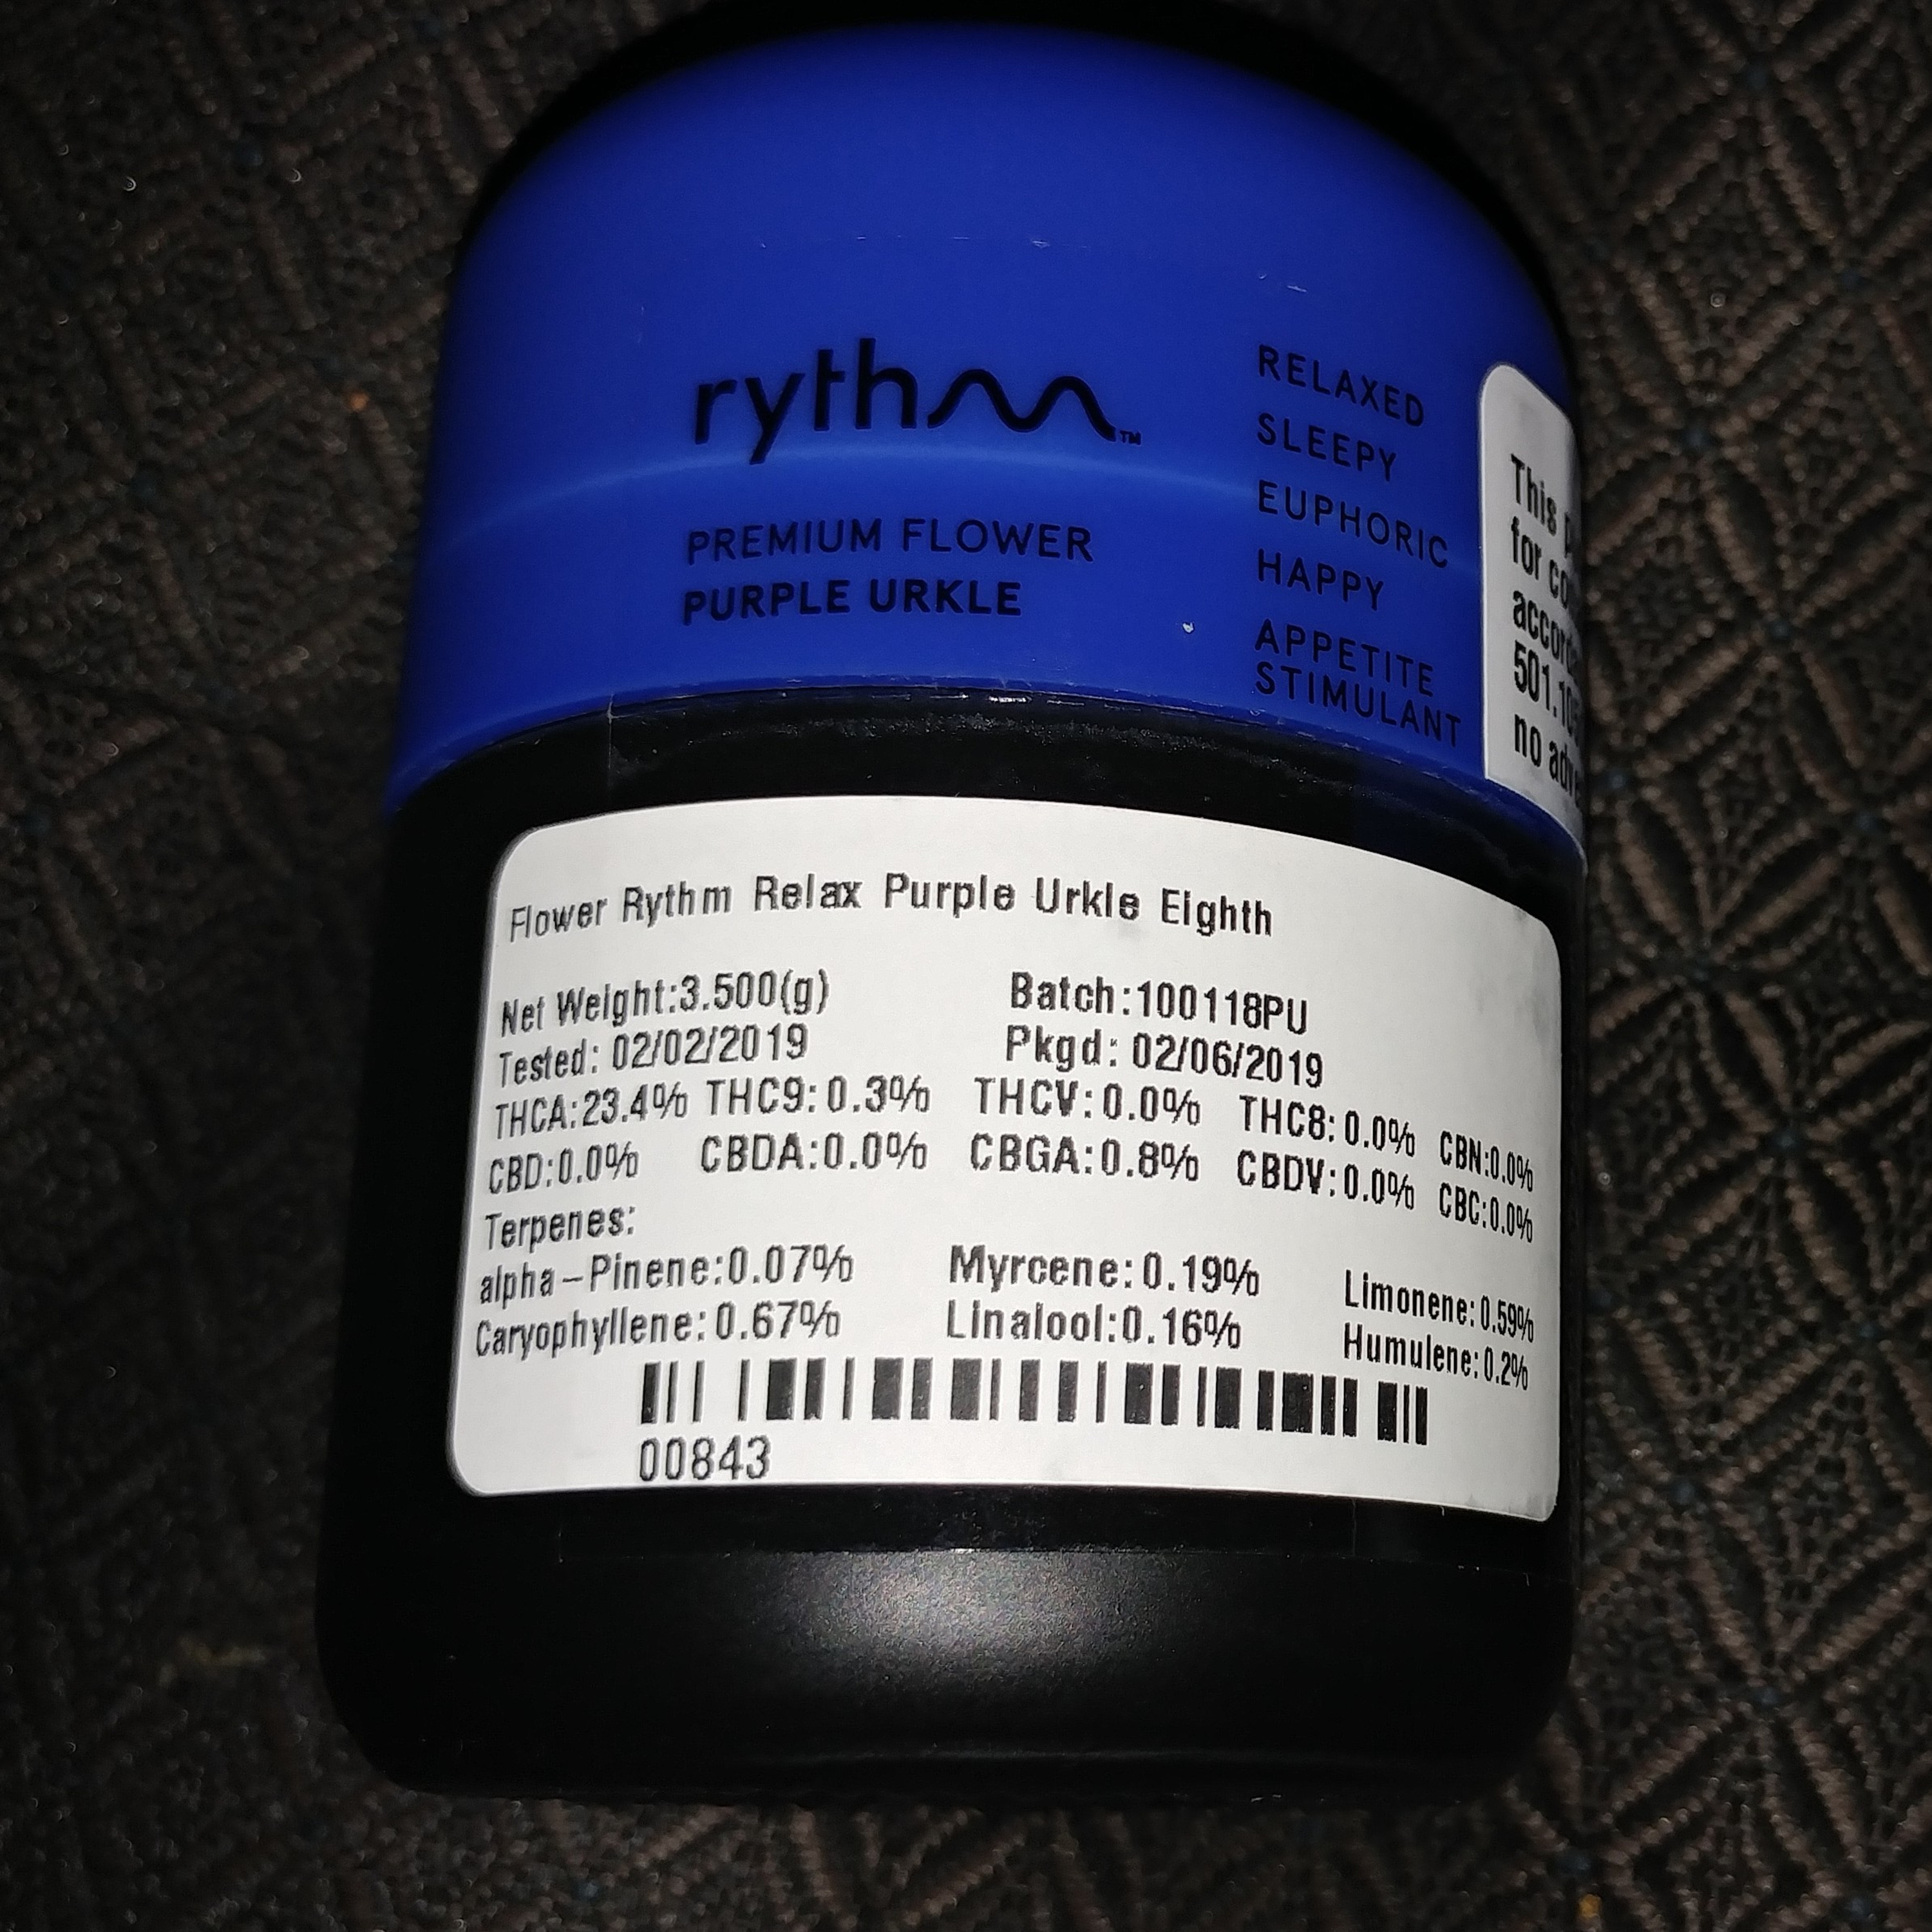 rythm™
PREMIUM FLOWER
PURPLE URKLE
RELAXED
SLEEPY
EUPHORIC
HAPPY
APPETITE
STIMULANT
This
for
501.
no
Flower Rythm Relax Purple Urkle Eighth
Net Weight:3.500(g) Batch:100118PU
Tested: 02/02/2019 Pkgd: 02/06/2019
THCA:23.4% THC9:0.3% THCV:0.0% THC8:0.0% CBN:0.0%
CBD:0.0% CBDA:0.0% CBGA:0.8% CBDV:0.0% CBC:0.0%
Terpenes:
alpha-Pinene:0.07% Myrcene:0.19% Limonene:0.59%
Caryophyllene:0.67% Linalool:0.16% Humulene:0.2%
00843